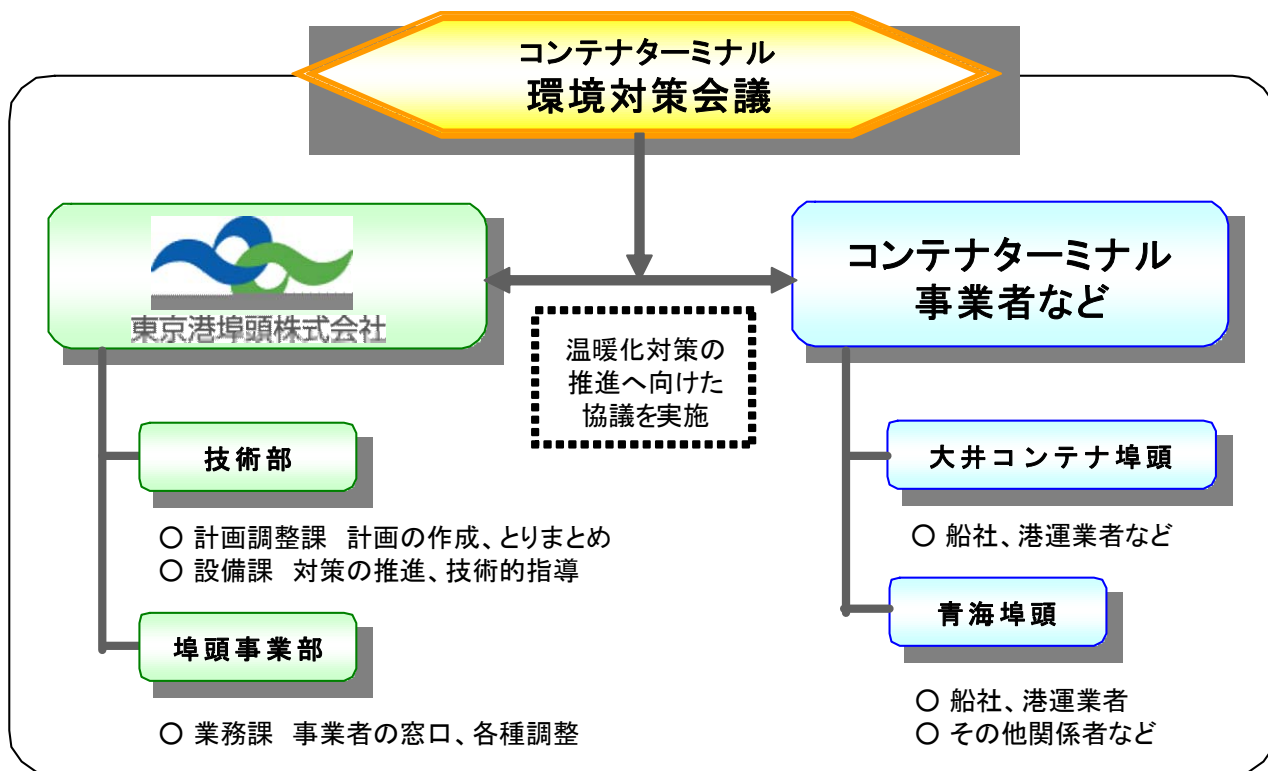 コンテナターミナル
環境対策会議
東京港埠頭株式会社
コンテナターミナル
事業者など
温暖化対策の
推進へ向けた
協議を実施
技術部
○ 計画調整課 計画の作成、とりまとめ
○ 設備課 対策の推進、技術的指導
埠頭事業部
○ 業務課 事業者の窓口、各種調整
大井コンテナ埠頭
○ 船社、港運業者など
青海埠頭
○ 船社、港運業者
○ その他関係者など